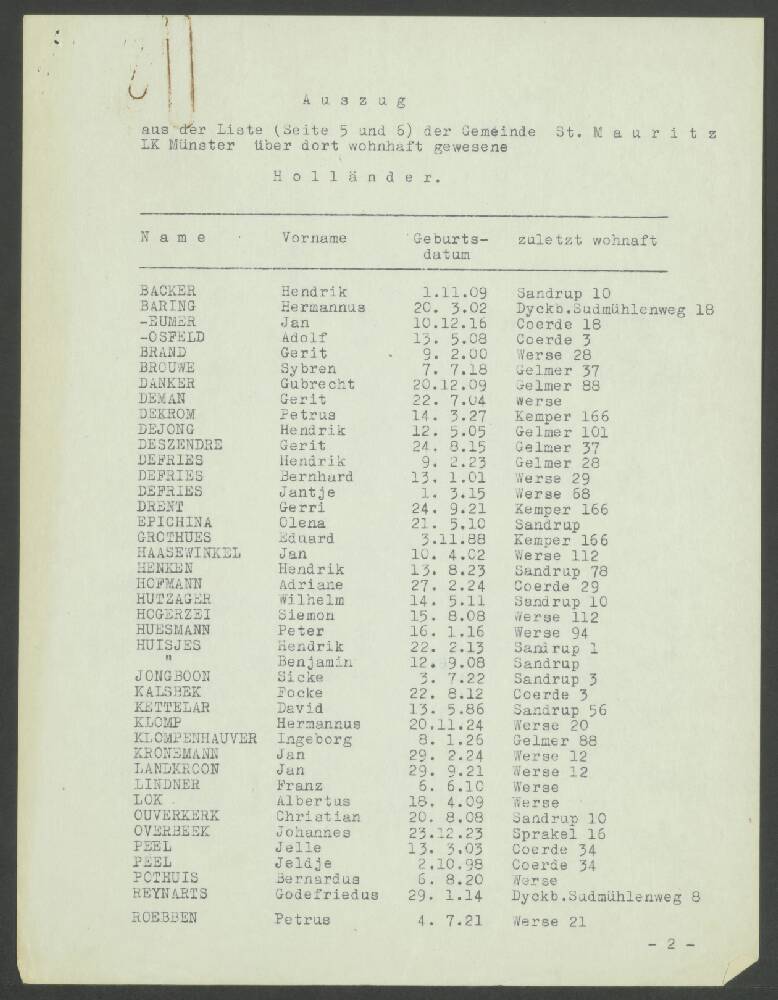 A u s z u g
aus der Liste (Seite 5 und 6) der Gemeinde St. M a u r i t z
LK Münster über dort wohnhaft gewesene
H o l l ä n d e r.
N a m e Vorname Geburts- zuletzt wohnaft
datum
BACKER Hendrik 1.11.09 Sandrup 10
BARING Hermannus 20. 3.02 Dyckb.Sudmühlenweg 18
-EUMER Jan 10.12.16 Coerde 18
-OSFELD Adolf 13. 5.08 Coerde 3
BRAND Gerit 9. 2.00 Werse 28
BROUWE Sybren 7. 7.18 Gelmer 37
DANKER Gubrecht 20.12.09 Gelmer 88
DEMAN Gerit 22. 7.04 Werse
DEKROM Petrus 14. 3.27 Kemper 166
DEJONG Hendrik 12. 5.05 Gelmer 101
DESZENDRE Gerit 24. 8.15 Gelmer 37
DEFRIES Hendrik 9. 2.23 Gelmer 28
DEFRIES Bernhard 13. 1.01 Werse 29
DEFRIES Jantje 1. 3.15 Werse 68
DRENT Gerri 24. 9.21 Kemper 166
EPICHINA Olena 21. 5.10 Sandrup
GROTHUES Eduard 3.11.88 Kemper 166
HAASEWINKEL Jan 10. 4.02 Werse 112
HENKEN Hendrik 13. 8.23 Sandrup 78
HOFMANN Adriane 27. 2.24 Coerde 29
HUTZAGER Wilhelm 14. 5.11 Sandrup 10
HOGERZEI Siemon 15. 8.08 Werse 112
HUESMANN Peter 16. 1.16 Werse 94
HUISJES Hendrik 22. 2.13 Sandrup 1
" Benjamin 12. 9.08 Sandrup
JONGBOON Sicke 3. 7.22 Sandrup 3
KALSBEK Focke 22. 8.12 Coerde 3
KETTELAR David 13. 5.86 Sandrup 56
KLOMP Hermannus 20.11.24 Werse 20
KLOMPENHAUVER Ingeborg 8. 1.26 Gelmer 88
KRONEMANN Jan 29. 2.24 Werse 12
LANDKROON Jan 29. 9.21 Werse 12
LINDNER Franz 6. 6.10 Werse
LOK Albertus 18. 4.09 Werse
OUVERKERK Christian 20. 8.08 Sandrup 10
OVERBEEK Johannes 23.12.23 Sprakel 16
PEEL Jelle 13. 3.03 Coerde 34
PEEL Jeldje 2.10.98 Coerde 34
POTHUIS Bernardus 6. 8.20 Werse
REYNARTS Godefriedus 29. 1.14 Dyckb.Sudmühlenweg 8
ROEBBEN Petrus 4. 7.21 Werse 21
- 2 -